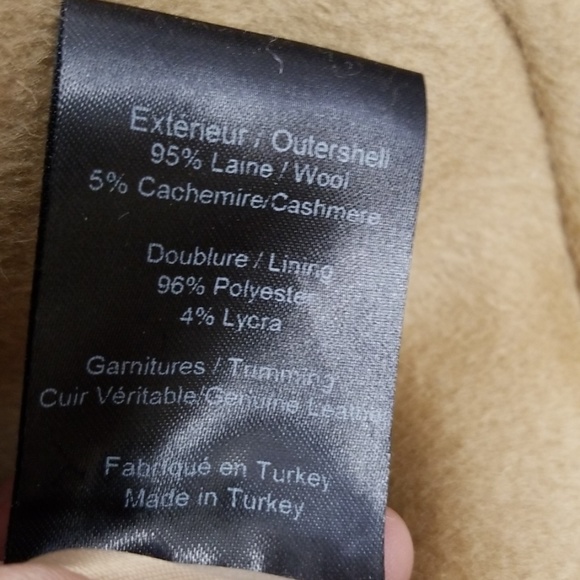 Extérieur / Outershell
95% Laine / Wool
5% Cachemire/Cashmere
Doublure / Lining
96% Polyester
4% Lycra
Garnitures / Trimming
Cuir Véritable/Genuine Leather
Fabriqué en Turkey
Made in Turkey